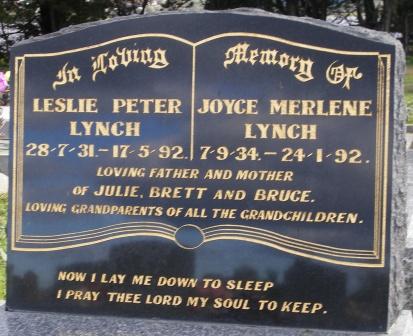 In Loving Memory Of
LESLIE PETER LYNCH
28-7-31.-17-5-92.
JOYCE MERLENE LYNCH
7-9-34.-24-1-92.
LOVING FATHER AND MOTHER
OF JULIE, BRETT AND BRUCE.
LOVING GRANDPARENTS OF ALL THE GRANDCHILDREN.
NOW I LAY ME DOWN TO SLEEP
I PRAY THEE LORD MY SOUL TO KEEP.